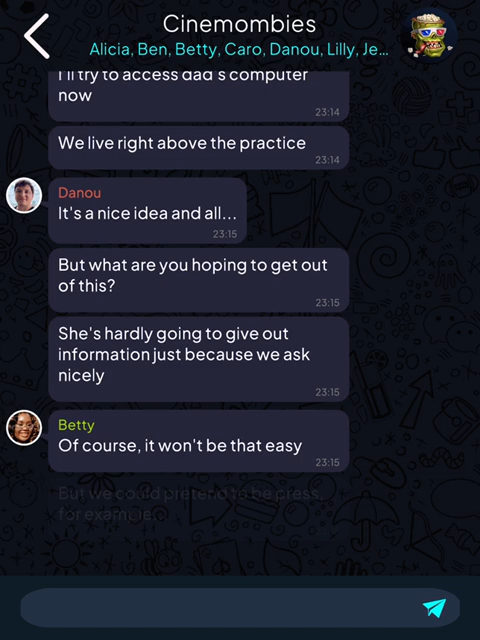 Cinemombies
Alicia, Ben, Betty, Caro, Danou, Lilly, Je...
I'll try to access dad's computer
now
23:14
We live right above the practice
23:14
Danou
It's a nice idea and all...
23:15
But what are you hoping to get out
of this?
23:15
She's hardly going to give out
information just because we ask
nicely
23:15
Betty
Of course, it won't be that easy
23:15
But we could pretend to be press,
for example...